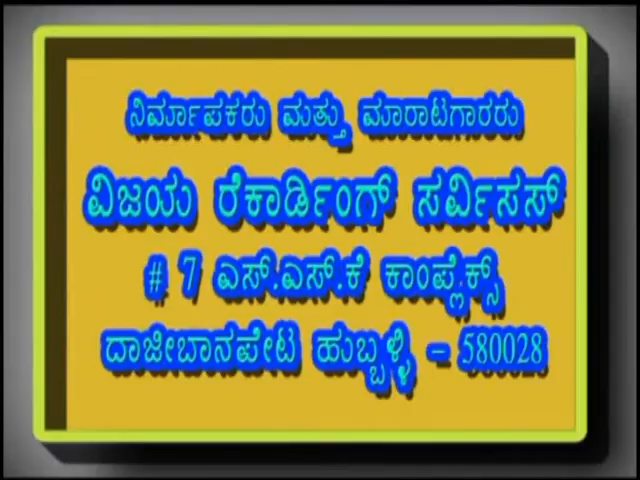 ನಿರ್ಮಾಪಕರು ಮತ್ತು ಮಾರಾಟಗಾರರು
ವಿಜಯ ರೆಕಾರ್ಡಿಂಗ್ ಸರ್ವಿಸಸ್
# 7 ಎಸ್.ಎಸ್.ಕೆ ಕಾಂಪ್ಲೆಕ್ಸ್
ದಾಜೀಬಾನಪೇಟ ಹುಬ್ಬಳ್ಳಿ - 580028